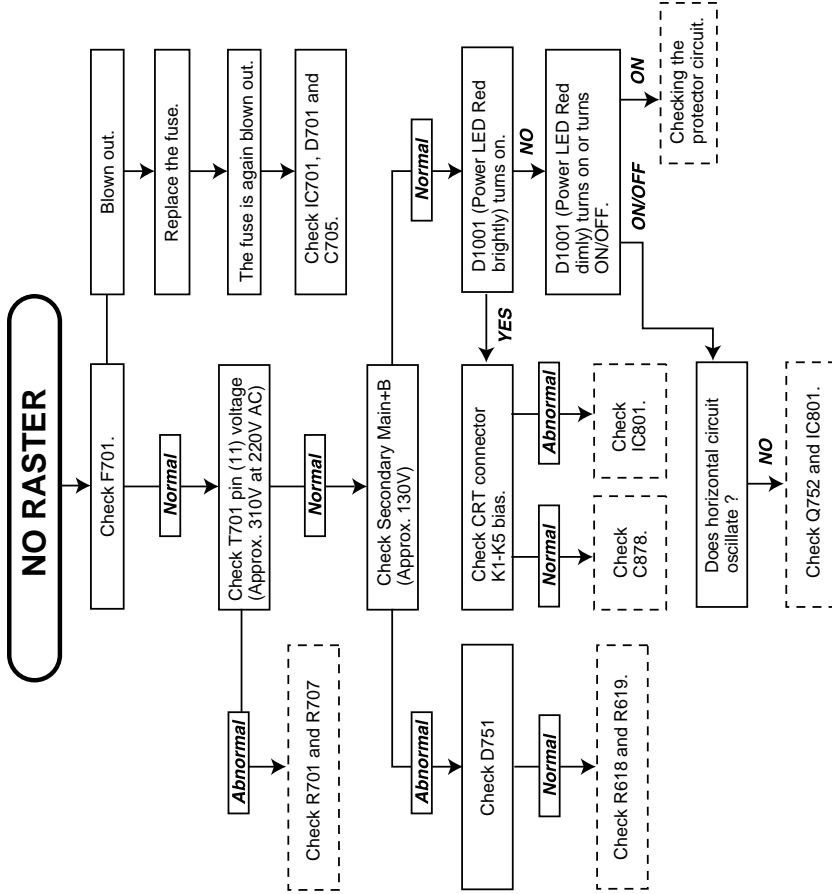 NO RASTER
Check F701.
Blown out.
Replace the fuse.
The fuse is again blown out.
Check IC701, D701 and
C705.
Normal
Check T701 pin (11) voltage
(Approx. 310V at 220V AC)
Abnormal
Check R701 and R707
Normal
Check Secondary Main+B
(Approx. 130V)
Abnormal
Check D751
Normal
Check R618 and R619.
Normal
D1001 (Power LED Red
brightly) turns on.
YES
NO
Check CRT connector
K1-K5 bias.
Normal
Abnormal
Check
C878.
Check
IC801.
D1001 (Power LED Red
dimly) turns on or turns
ON/OFF.
ON/OFF
ON
Checking the
protector circuit.
Does horizontal circuit
oscillate ?
NO
Check Q752 and IC801.